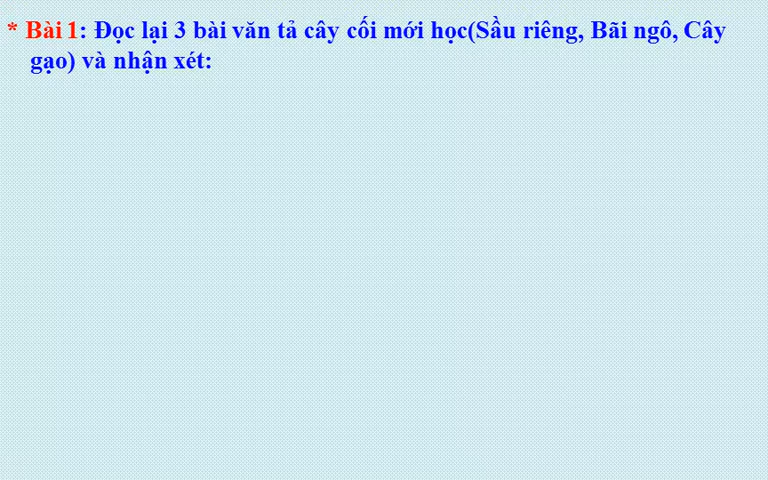 * Bài 1: Đọc lại 3 bài văn tả cây cối mới học(Sầu riêng, Bãi ngô, Cây
gạo) và nhận xét: